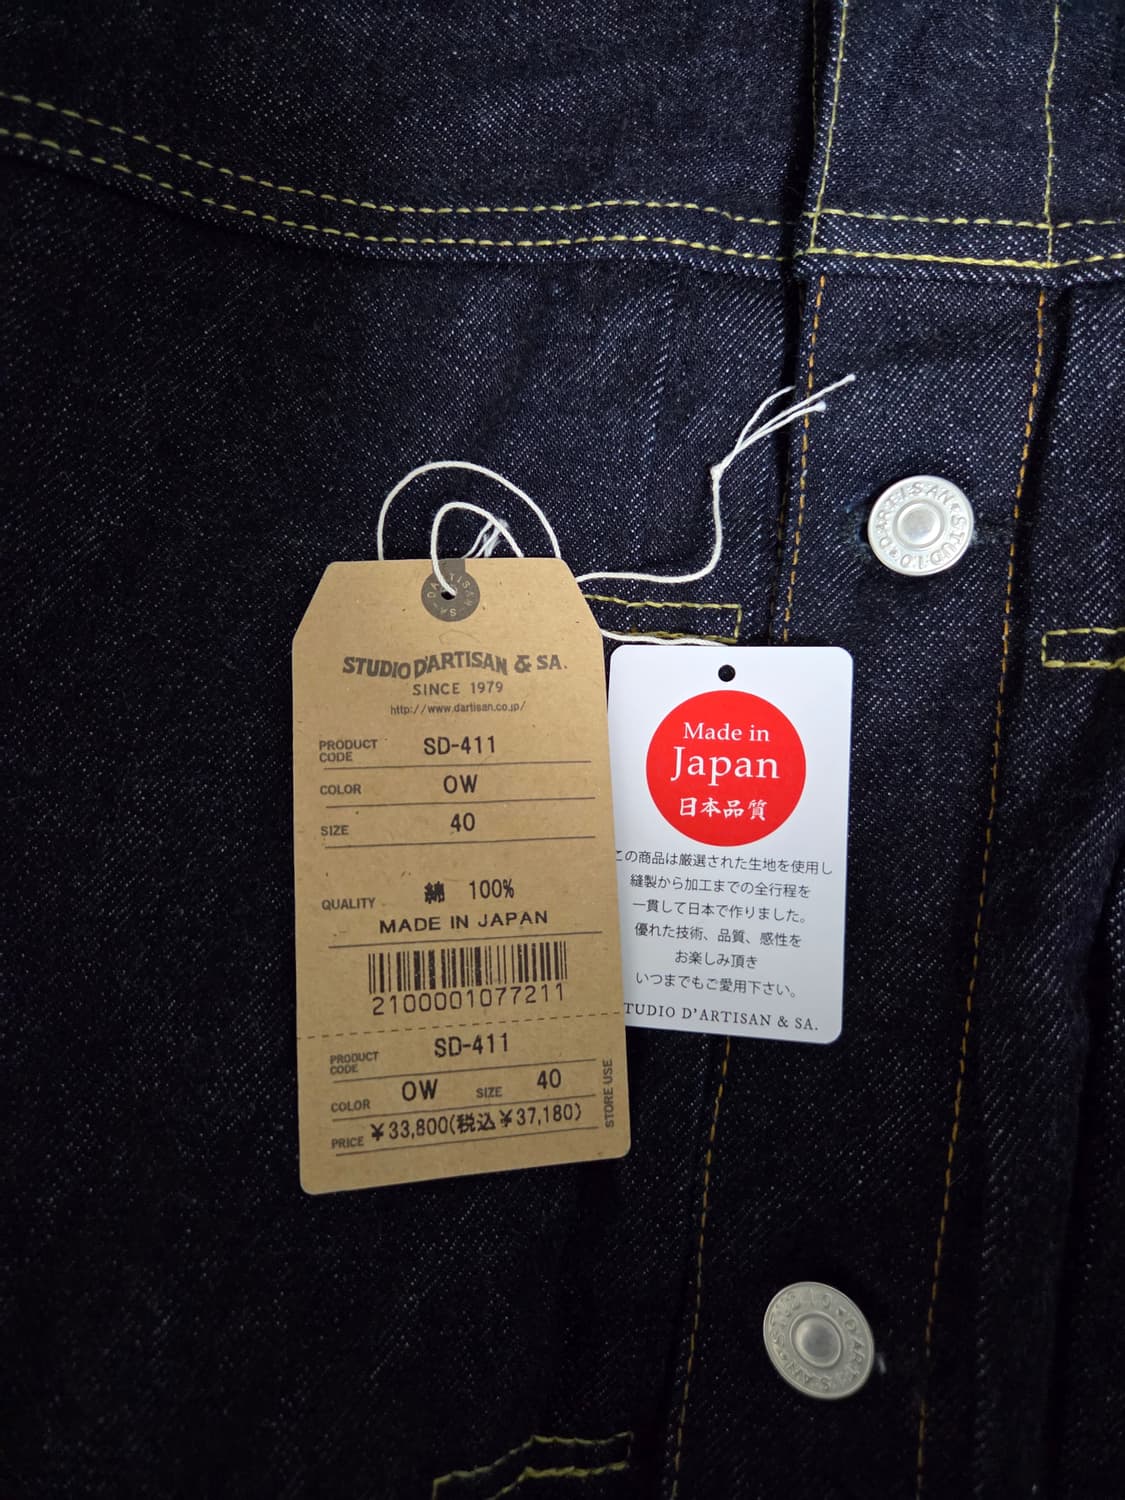 D'ARTISAN STUDIO
STUDIO D'ARTISAN & SA.
SINCE 1979
http://www.dartisan.co.jp/
PRODUCT CODE SD-411
COLOR OW
SIZE 40
QUALITY 綿 100%
MADE IN JAPAN
2100001077211
PRODUCT CODE SD-411
COLOR OW SIZE 40
PRICE ¥33,800(税込¥37,180)
STORE USE
Made in
Japan
日本品質
この商品は厳選された生地を使用し
縫製から加工までの全行程を
一貫して日本で作りました。
優れた技術、品質、感性を
お楽しみ頂き
いつまでもご愛用下さい。
TUDIO D'ARTISAN & SA.
STUDIO D'ARTISAN